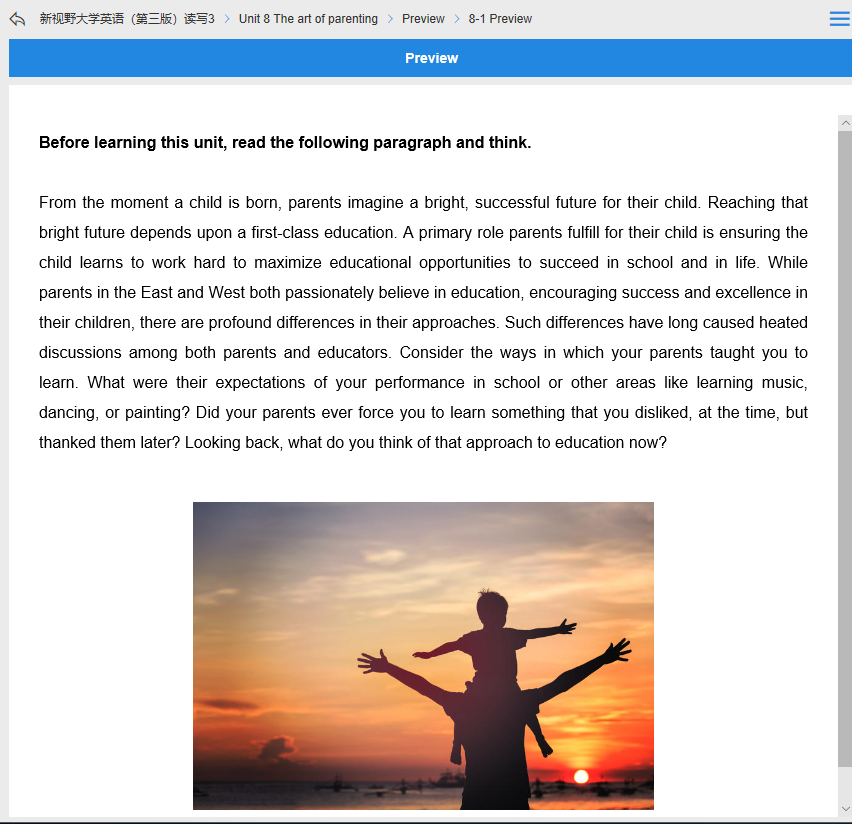 新视野大学英语（第三版）读写3 > Unit 8 The art of parenting > Preview > 8-1 Preview
Preview
Before learning this unit, read the following paragraph and think.
From the moment a child is born, parents imagine a bright, successful future for their child. Reaching that
bright future depends upon a first-class education. A primary role parents fulfill for their child is ensuring the
child learns to work hard to maximize educational opportunities to succeed in school and in life. While
parents in the East and West both passionately believe in education, encouraging success and excellence in
their children, there are profound differences in their approaches. Such differences have long caused heated
discussions among both parents and educators. Consider the ways in which your parents taught you to
learn. What were their expectations of your performance in school or other areas like learning music,
dancing, or painting? Did your parents ever force you to learn something that you disliked, at the time, but
thanked them later? Looking back, what do you think of that approach to education now?